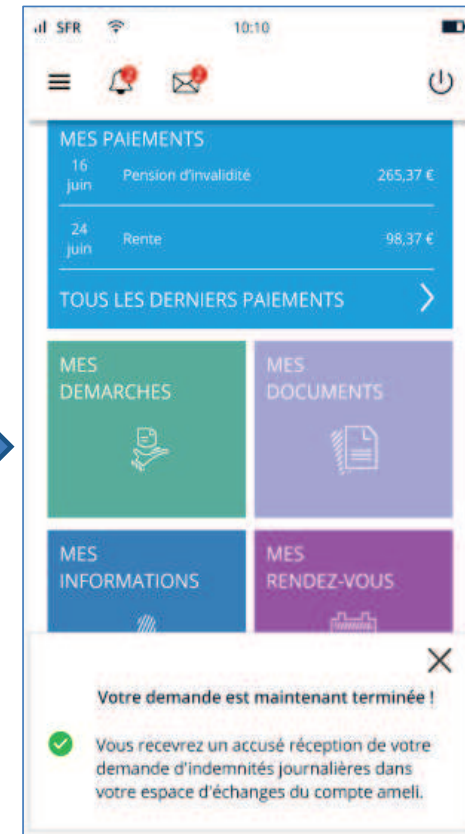 SFR 10:10
2 2
MES PAIEMENTS
16 juin Pension d'invalidité 265,37 €
24 juin Rente 98,37 €
TOUS LES DERNIERS PAIEMENTS
MES DEMARCHES
MES DOCUMENTS
MES INFORMATIONS
MES RENDEZ-VOUS
Votre demande est maintenant terminée !
Vous recevrez un accusé réception de votre
demande d'indemnités journalières dans
votre espace d'échanges du compte ameli.